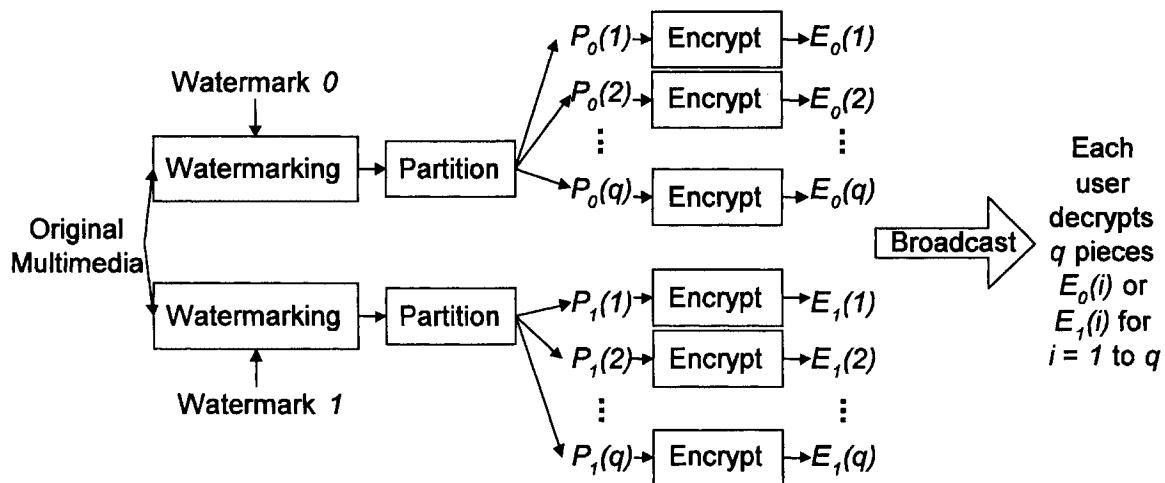 Watermark 0
Watermarking
Partition
P₀(1) Encrypt E₀(1)
P₀(2) Encrypt E₀(2)
⋮ ⋮
P₀(q) Encrypt E₀(q)
Original
Multimedia
Watermarking
Partition
P₁(1) Encrypt E₁(1)
P₁(2) Encrypt E₁(2)
⋮ ⋮
P₁(q) Encrypt E₁(q)
Watermark 1
Broadcast
Each
user
decrypts
q pieces
E₀(i) or
E₁(i) for
i = 1 to q